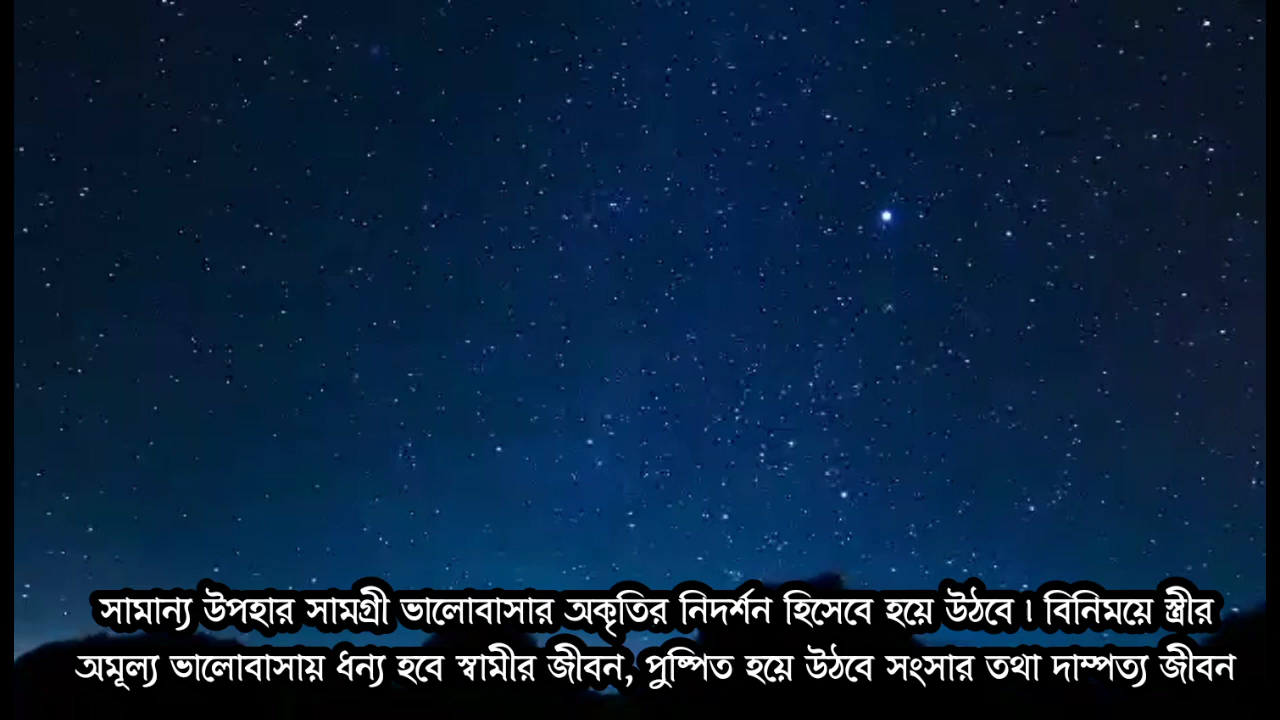 সামান্য উপহার সামগ্রী ভালোবাসার অকৃতির নিদর্শন হিসেবে হয়ে উঠবে। বিনিময়ে স্ত্রীর
অমূল্য ভালোবাসায় ধন্য হবে স্বামীর জীবন, পুষ্পিত হয়ে উঠবে সংসার তথা দাম্পত্য জীবন